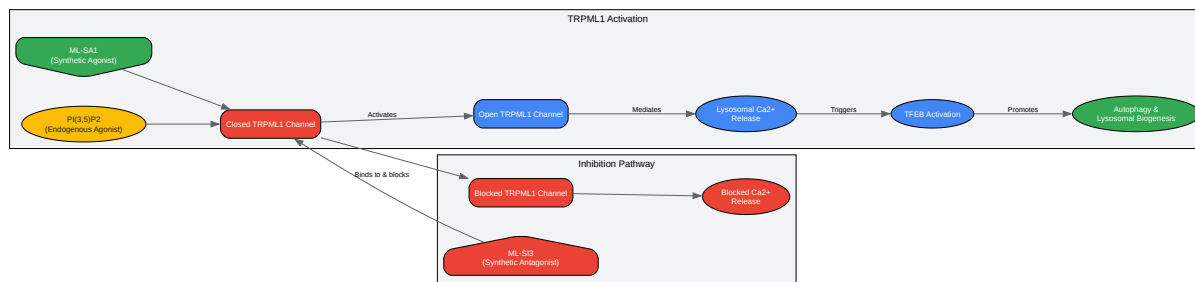 TRPML1 Activation
ML-SA1
(Synthetic Agonist)
PI(3,5)P2
(Endogenous Agonist)
Closed TRPML1 Channel
Activates
Open TRPML1 Channel
Mediates
Lysosomal Ca2+
Release
Triggers
TFEB Activation
Promotes
Autophagy &
Lysosomal Biogenesis
Inhibition Pathway
Binds to & blocks
Blocked TRPML1 Channel
Blocked Ca2+
Release
ML-SI3
(Synthetic Antagonist)